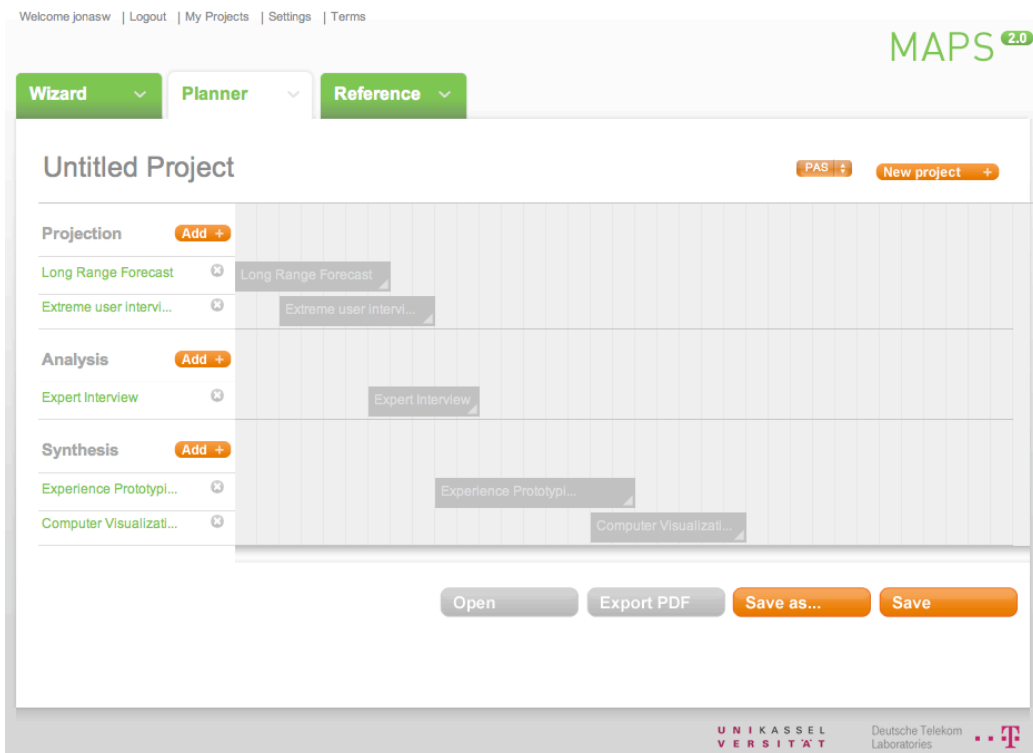 Welcome jonasw | Logout | My Projects | Settings | Terms
MAPS 2.0
Wizard Planner Reference
Untitled Project PAS New project +
Projection Add +
Long Range Forecast Long Range Forecast
Extreme user intervi... Extreme user intervi...
Analysis Add +
Expert Interview Expert Interview
Synthesis Add +
Experience Prototypi... Experience Prototypi...
Computer Visualizati... Computer Visualizati...
Open Export PDF Save as... Save
UNIKASSEL Deutsche Telekom
VERSITÄT Laboratories T